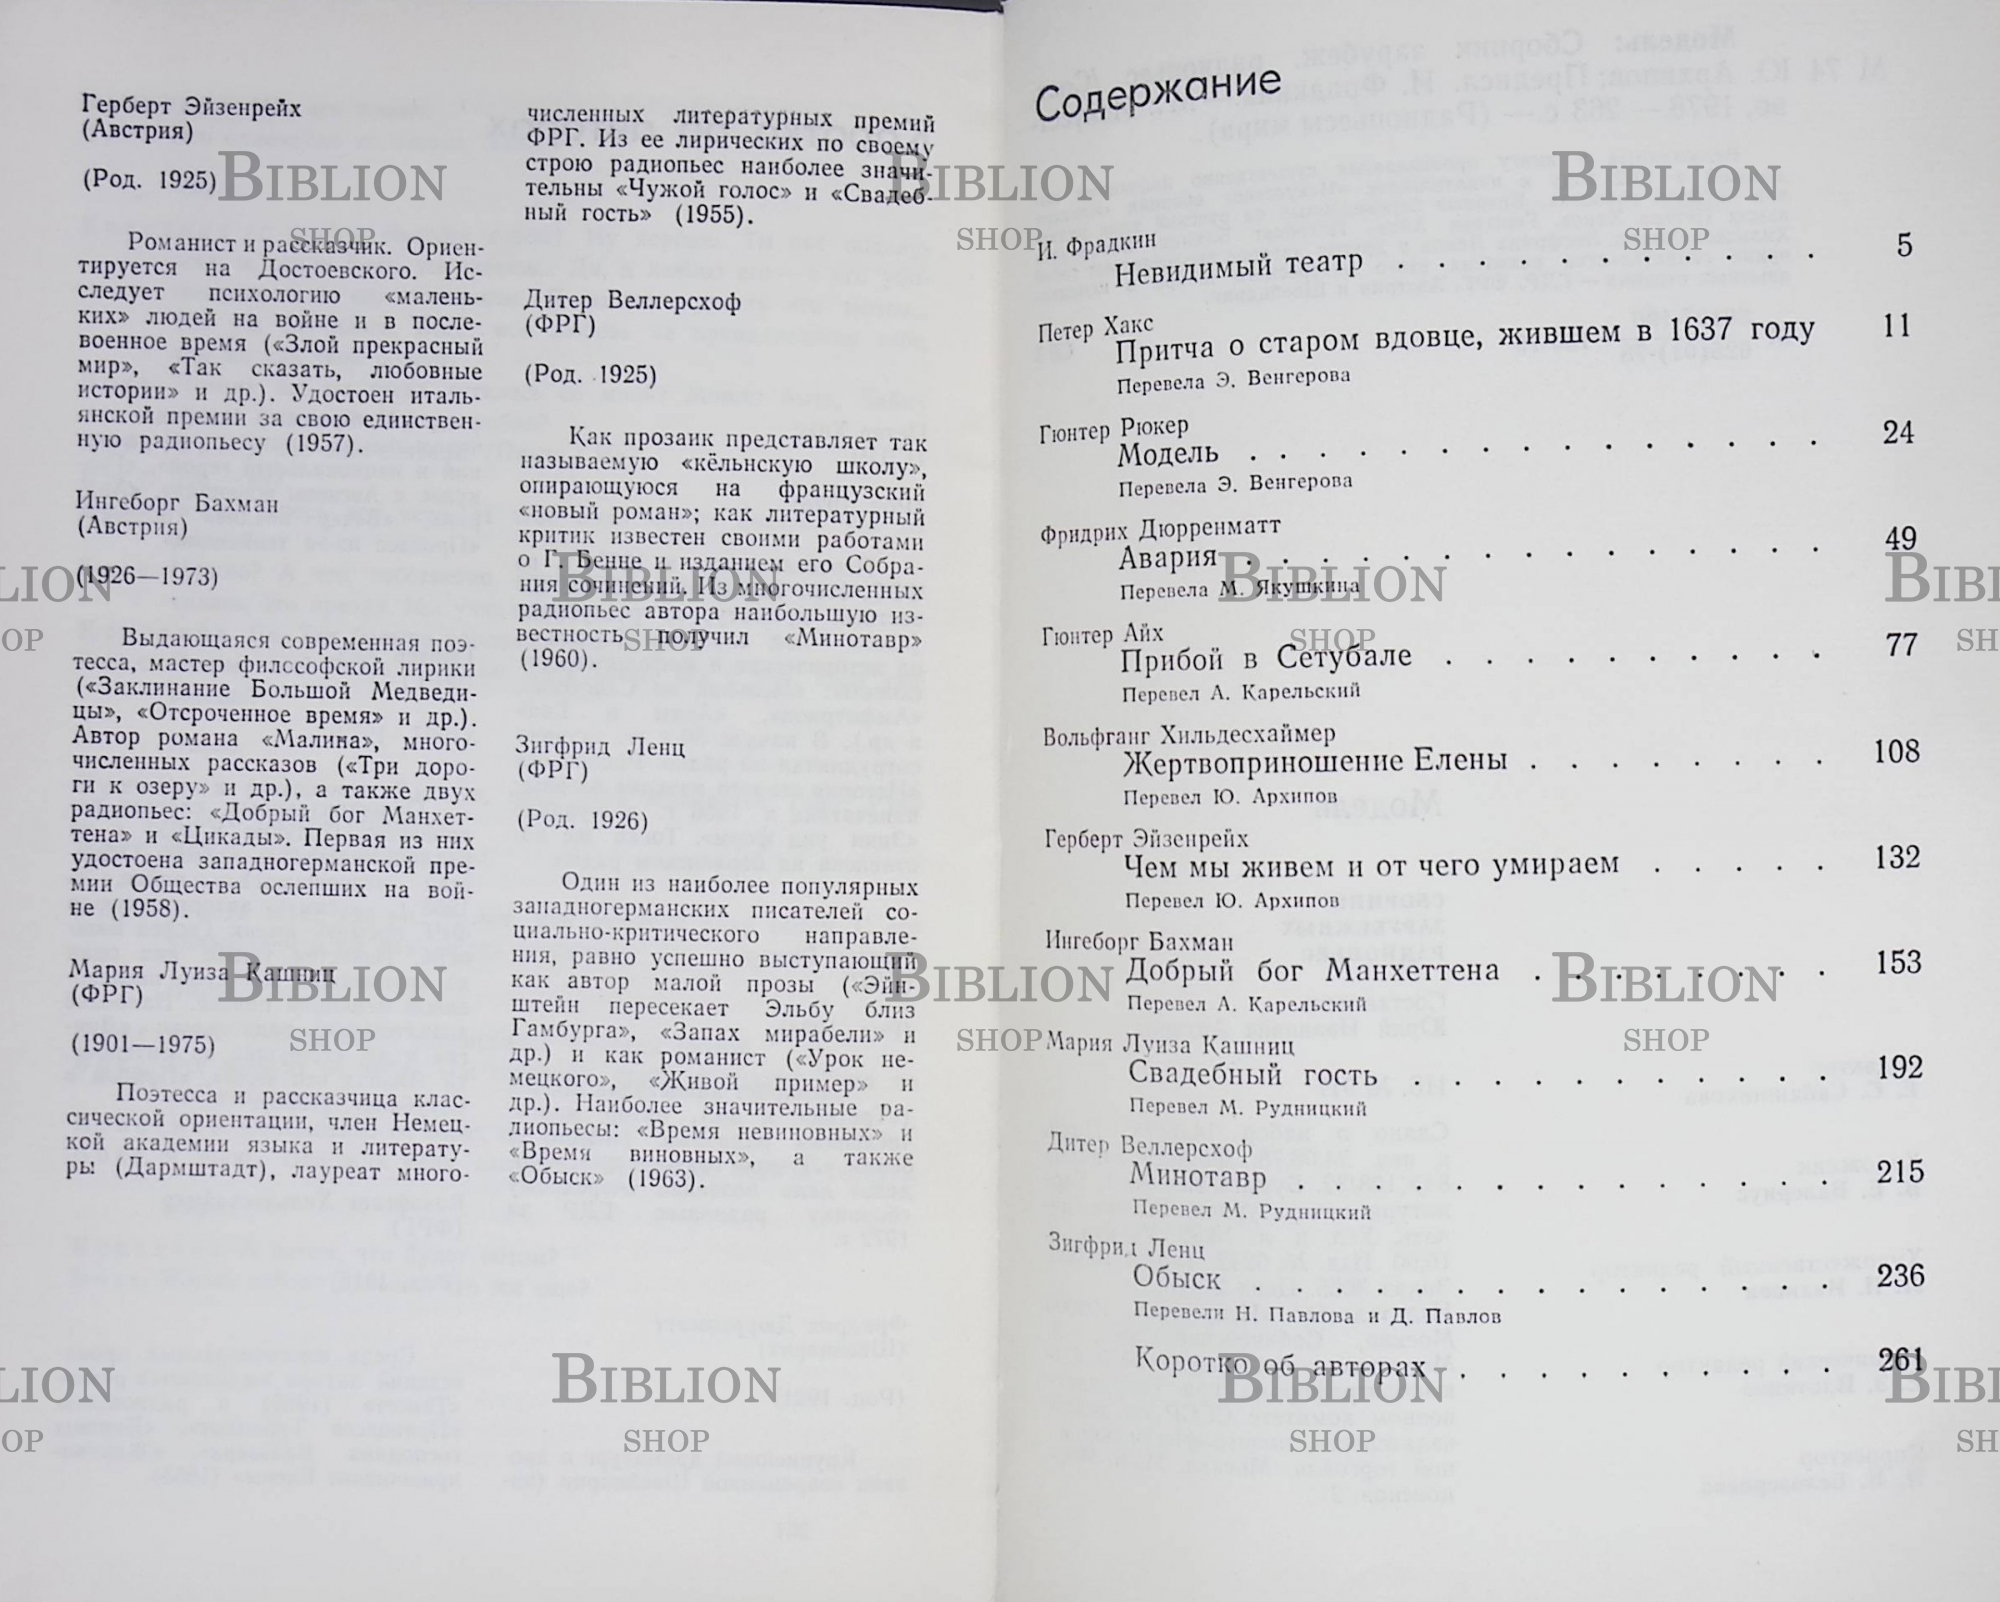 Герберт Эйзенрейх
(Австрия)
(Род. 1925)
Романист и рассказчик. Ориен-
тируется на Достоевского. Ис-
следует психологию «малень-
ких» людей на войне и в после-
военное время («Злой прекрасный
мир», «Так сказать, любовные
истории» и др.). Удостоен италь-
янской премии за свою единствен-
ную радиопьесу (1957).
Ингеборг Бахман
(Австрия)
(1926—1973)
Выдающаяся современная поэ-
тесса, мастер философской лирики
(«Заклинание Большой Медведи-
цы», «Отсроченное время» и др.).
Автор романа «Малина», много-
численных рассказов («Три доро-
ги к озеру» и др.), а также двух
радиопьес: «Добрый бог Манхет-
тена» и «Цикады». Первая из них
удостоена западногерманской пре-
мии Общества ослепших на вой-
не (1958).
Мария Луиза Кашниц
(ФРГ)
(1901—1975)
Поэтесса и рассказчица клас-
сической ориентации, член Немец-
кой академии языка и литерату-
ры (Дармштадт), лауреат много-
численных литературных премий
ФРГ. Из ее лирических по своему
строю радиопьес наиболее значи-
тельны «Чужой голос» и «Свадеб-
ный гость» (1955).
Дитер Веллерсхоф
(ФРГ)
(Род. 1925)
Как прозаик представляет так
называемую «кёльнскую школу»,
опирающуюся на французский
«новый роман»; как литературный
критик известен своими работами
о Г. Бенне и изданием его Собра-
ния сочинений. Из многочисленных
радиопьес автора наибольшую из-
вестность получил «Минотавр»
(1960).
Зигфрид Ленц
(ФРГ)
(Род. 1926)
Один из наиболее популярных
западногерманских писателей со-
циально-критического направле-
ния, равно успешно выступающий
как автор малой прозы («Эйн-
штейн пересекает Эльбу близ
Гамбурга», «Запах мирабели» и
др.) и как романист («Урок не-
мецкого», «Живой пример» и
др.). Наиболее значительные ра-
диопьесы: «Время невиновных» и
«Время виновных», а также
«Обыск» (1963).
Содержание
И. Фрадкин
Невидимый театр . . . . . . . . . . . . 5
Петер Хакс
Притча о старом вдовце, жившем в 1637 году 11
Перевела Э. Венгерова
Гюнтер Рюкер
Модель . . . . . . . . . . . . . . . 24
Перевела Э. Венгерова
Фридрих Дюрренматт
Авария . . . . . . . . . . . . . . . 49
Перевела М. Якушкина
Гюнтер Айх
Прибой в Сетубале . . . . . . . . . . 77
Перевел А. Карельский
Вольфганг Хильдесхаймер
Жертвоприношение Елены . . . . . . . . 108
Перевел Ю. Архипов
Герберт Эйзенрейх
Чем мы живем и от чего умираем . . . . . 132
Перевел Ю. Архипов
Ингеборг Бахман
Добрый бог Манхеттена . . . . . . . . 153
Перевел А. Карельский
Мария Луиза Кашниц
Свадебный гость . . . . . . . . . . . 192
Перевел М. Рудницкий
Дитер Веллерсхоф
Минотавр . . . . . . . . . . . . . . 215
Перевел М. Рудницкий
Зигфрид Ленц
Обыск . . . . . . . . . . . . . . . 236
Перевели Н. Павлова и Д. Павлов
Коротко об авторах . . . . . . . . . . 261
BIBLION
SHOP